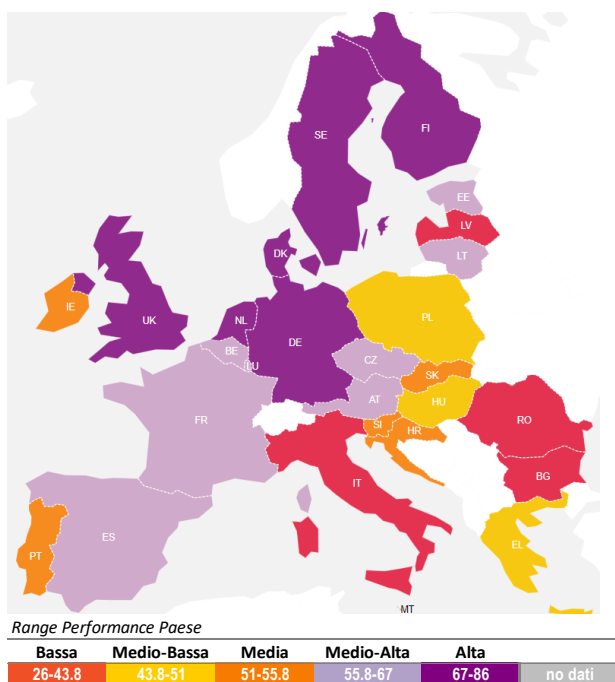 SE
FI
EE
LV
LT
DK
IE
UK
NL
PL
BE
DE
LU
CZ
SK
FR
AT
HU
SI
HR
RO
IT
BG
ES
PT
EL
MT
Range Performance Paese
Bassa Medio-Bassa Media Medio-Alta Alta
26-43.8 43.8-51 51-55.8 55.8-67 67-86 no dati